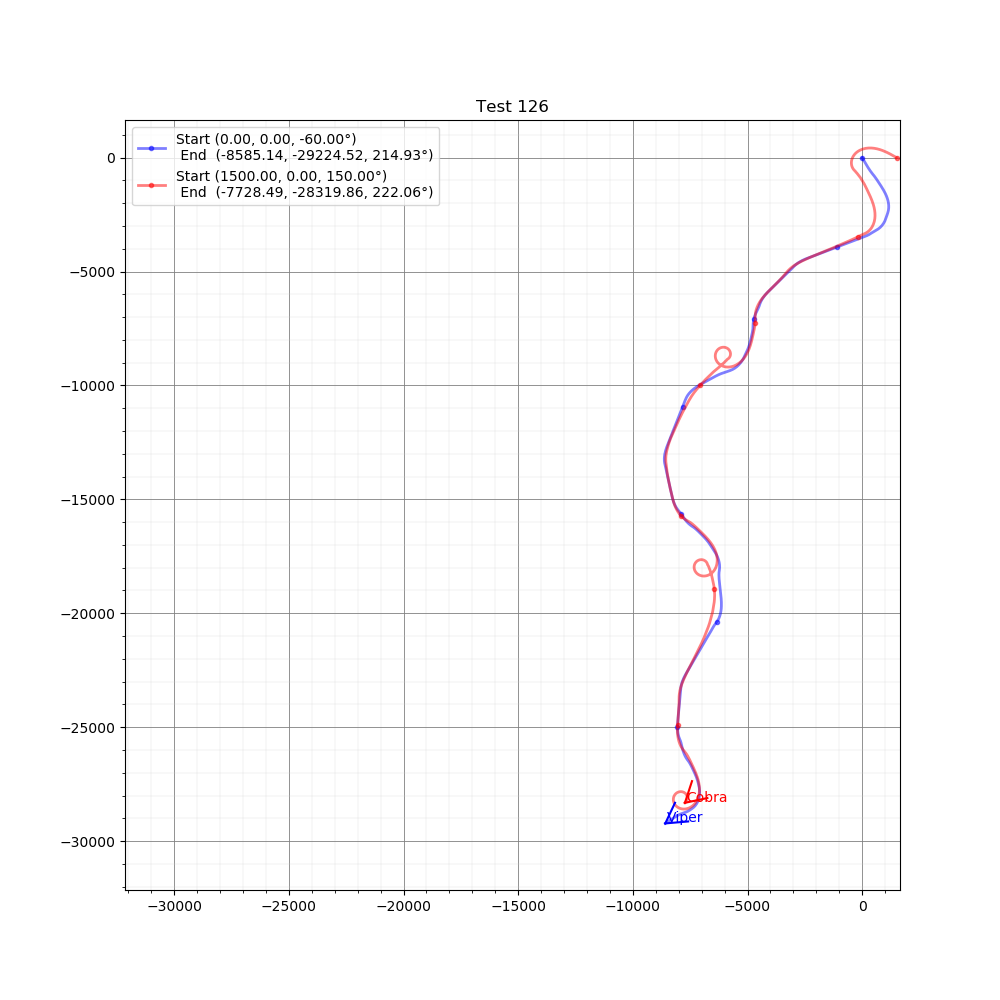 Test 126
Start (0.00, 0.00, -60.00°)
End (-8585.14, -29224.52, 214.93°)
Start (1500.00, 0.00, 150.00°)
End (-7728.49, -28319.86, 222.06°)
0
−5000
−10000
−15000
−20000
−25000
−30000
Cobra
Viper
−30000 −25000 −20000 −15000 −10000 −5000 0